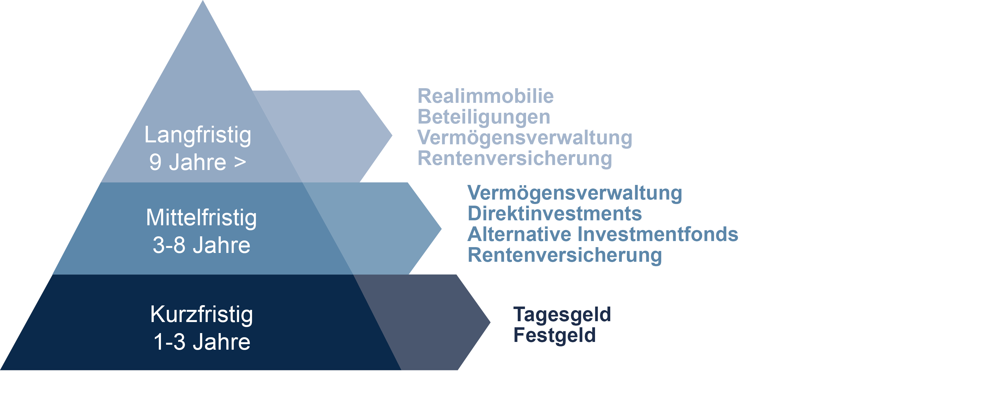 Langfristig
9 Jahre >
Realimmobilie
Beteiligungen
Vermögensverwaltung
Rentenversicherung
Mittelfristig
3-8 Jahre
Vermögensverwaltung
Direktinvestments
Alternative Investmentfonds
Rentenversicherung
Kurzfristig
1-3 Jahre
Tagesgeld
Festgeld